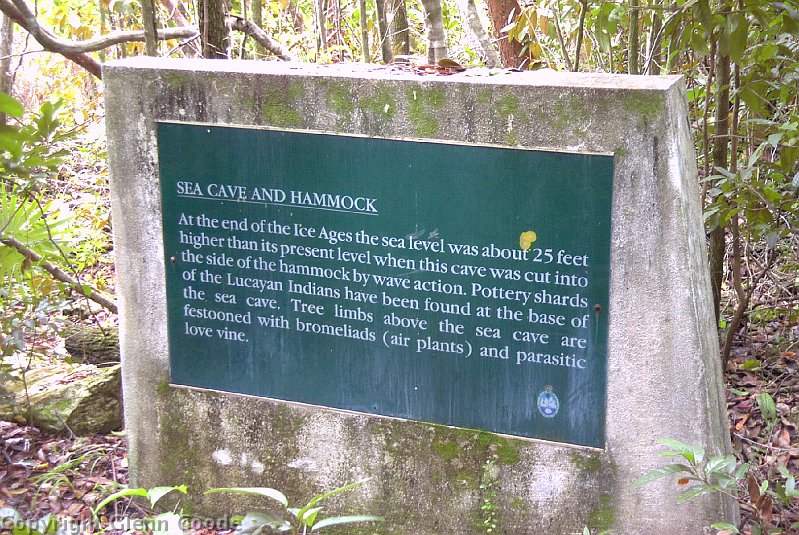 SEA CAVE AND HAMMOCK
At the end of the Ice Ages the sea level was about 25 feet
higher than its present level when this cave was cut into
the side of the hammock by wave action. Pottery shards
of the Lucayan Indians have been found at the base of
the sea cave. Tree limbs above the sea cave are
festooned with bromeliads (air plants) and parasitic
love vine.
Copyright Glenn Coode